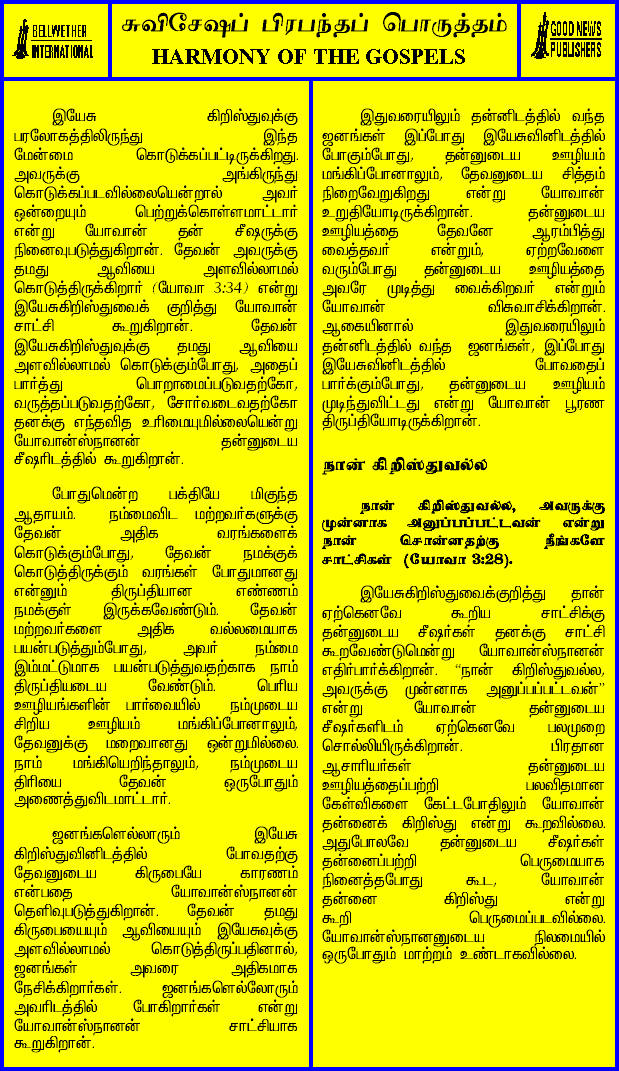 BELLWETHER
INTERNATIONAL
சுவிசேஷப் பிரபந்தப் பொருத்தம்
HARMONY OF THE GOSPELS
GOOD NEWS
PUBLISHERS
இயேசு கிறிஸ்துவுக்கு
பரலோகத்திலிருந்து இந்த
மேன்மை கொடுக்கப்பட்டிருக்கிறது.
அவருக்கு அங்கிருந்து
கொடுக்கப்படவில்லையென்றால் அவர்
ஒன்றையும் பெற்றுக்கொள்ளமாட்டார்
என்று யோவான் தன் சீஷருக்கு
நினைவுபடுத்துகிறான். தேவன் அவருக்கு
தமது ஆவியை அளவில்லாமல்
கொடுத்திருக்கிறார் (யோவா 3:34) என்று
இயேசுகிறிஸ்துவைக் குறித்து யோவான்
சாட்சி கூறுகிறான். தேவன்
இயேசுகிறிஸ்துவுக்கு தமது ஆவியை
அளவில்லாமல் கொடுக்கும்போது, அதைப்
பார்த்து பொறாமைப்படுவதற்கோ,
வருத்தப்படுவதற்கோ, சோர்வடைவதற்கோ
தனக்கு எந்தவித உரிமையுமில்லையென்று
யோவான்ஸ்நானன் தன்னுடைய
சீஷரிடத்தில் கூறுகிறான்.
போதுமென்ற பக்தியே மிகுந்த
ஆதாயம். நம்மைவிட மற்றவர்களுக்கு
தேவன் அதிக வரங்களைக்
கொடுக்கும்போது, தேவன் நமக்குக்
கொடுத்திருக்கும் வரங்கள் போதுமானது
என்னும் திருப்தியான எண்ணம்
நமக்குள் இருக்கவேண்டும். தேவன்
மற்றவர்களை அதிக வல்லமையாக
பயன்படுத்தும்போது, அவர் நம்மை
இம்மட்டுமாக பயன்படுத்துவதற்காக நாம்
திருப்தியடைய வேண்டும். பெரிய
ஊழியங்களின் பார்வையில் நம்முடைய
சிறிய ஊழியம் மங்கிப்போனாலும்,
தேவனுக்கு மறைவானது ஒன்றுமில்லை.
நாம் மங்கியெறிந்தாலும், நம்முடைய
திரியை தேவன் ஒருபோதும்
அணைத்துவிடமாட்டார்.
ஜனங்களெல்லாரும் இயேசு
கிறிஸ்துவினிடத்தில் போவதற்கு
தேவனுடைய கிருபையே காரணம்
என்பதை யோவான்ஸ்நானன்
தெளிவுபடுத்துகிறான். தேவன் தமது
கிருபையையும் ஆவியையும் இயேசுவுக்கு
அளவில்லாமல் கொடுத்திருப்பதினால்,
ஜனங்கள் அவரை அதிகமாக
நேசிக்கிறார்கள். ஜனங்களெல்லோரும்
அவரிடத்தில் போகிறார்கள் என்று
யோவான்ஸ்நானன் சாட்சியாக
கூறுகிறான்.
இதுவரையிலும் தன்னிடத்தில் வந்த
ஜனங்கள் இப்போது இயேசுவினிடத்தில்
போகும்போது, தன்னுடைய ஊழியம்
மங்கிப்போனாலும், தேவனுடைய சித்தம்
நிறைவேறுகிறது என்று யோவான்
உறுதியோடிருக்கிறான். தன்னுடைய
ஊழியத்தை தேவனே ஆரம்பித்து
வைத்தவர் என்றும், ஏற்றவேளை
வரும்போது தன்னுடைய ஊழியத்தை
அவரே முடித்து வைக்கிறவர் என்றும்
யோவான் விசுவாசிக்கிறான்.
ஆகையினால் இதுவரையிலும்
தன்னிடத்தில் வந்த ஜனங்கள், இப்போது
இயேசுவினிடத்தில் போவதைப்
பார்க்கும்போது, தன்னுடைய ஊழியம்
முடிந்துவிட்டது என்று யோவான் பூரண
திருப்தியோடிருக்கிறான்.
நான் கிறிஸ்துவல்ல
நான் கிறிஸ்துவல்ல, அவருக்கு
முன்னாக அனுப்பப்பட்டவன் என்று
நான் சொன்னதற்கு நீங்களே
சாட்சிகள் (யோவா 3:28).
இயேசுகிறிஸ்துவைக்குறித்து தான்
ஏற்கெனவே கூறிய சாட்சிக்கு
தன்னுடைய சீஷர்கள் தனக்கு சாட்சி
கூறவேண்டுமென்று யோவான்ஸ்நானன்
எதிர்பார்க்கிறான். “நான் கிறிஸ்துவல்ல,
அவருக்கு முன்னாக அனுப்பப்பட்டவன்”
என்று யோவான் தன்னுடைய
சீஷர்களிடம் ஏற்கெனவே பலமுறை
சொல்லியிருக்கிறான். பிரதான
ஆசாரியர்கள் தன்னுடைய
ஊழியத்தைப்பற்றி பலவிதமான
கேள்விகளை கேட்டபோதிலும் யோவான்
தன்னைக் கிறிஸ்து என்று கூறவில்லை.
அதுபோலவே தன்னுடைய சீஷர்கள்
தன்னைப்பற்றி பெருமையாக
நினைத்தபோது கூட, யோவான்
தன்னை கிறிஸ்து என்று
கூறி பெருமைப்படவில்லை.
யோவான்ஸ்நானனுடைய நிலமையில்
ஒருபோதும் மாற்றம் உண்டாகவில்லை.